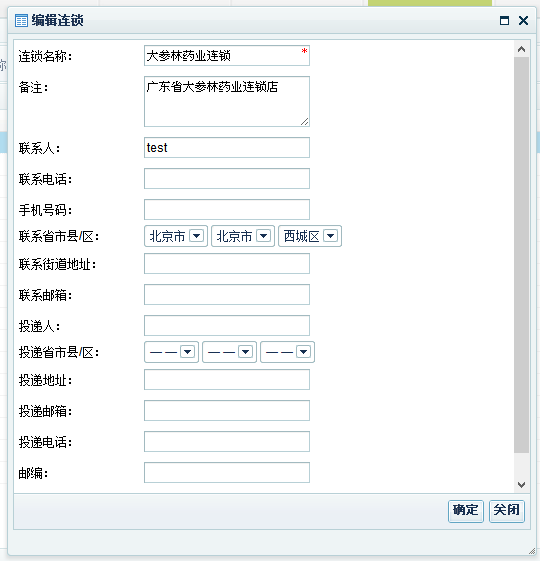 编辑连锁
连锁名称： 大参林药业连锁 *
备注： 广东省大参林药业连锁店
联系人： test
联系电话：
手机号码：
联系省市县/区： 北京市 北京市 西城区
联系街道地址：
联系邮箱：
投递人：
投递省市县/区： —— —— ——
投递地址：
投递邮箱：
投递电话：
邮编：
确定 关闭